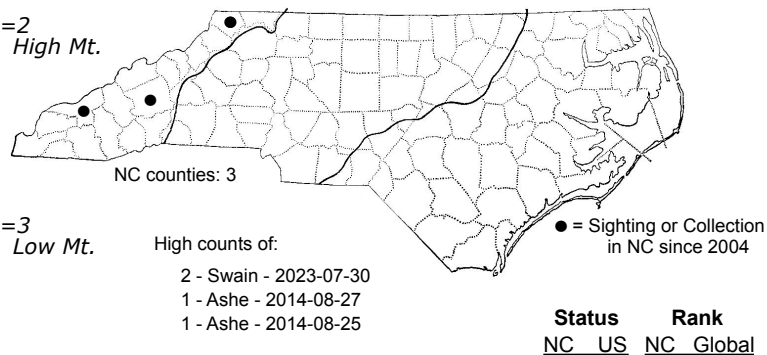 =2
High Mt.
NC counties: 3
=3
Low Mt.
High counts of:
2 - Swain - 2023-07-30
1 - Ashe - 2014-08-27
1 - Ashe - 2014-08-25
● = Sighting or Collection
in NC since 2004
Status Rank
NC US NC Global